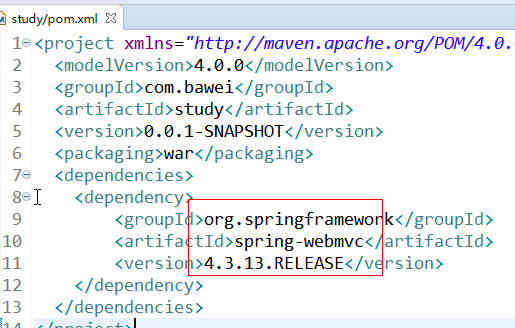 study/pom.xml
1 <project xmlns="http://maven.apache.org/POM/4.0.
2 <modelVersion>4.0.0</modelVersion>
3 <groupId>com.bawei</groupId>
4 <artifactId>study</artifactId>
5 <version>0.0.1-SNAPSHOT</version>
6 <packaging>war</packaging>
7 <dependencies>
8 <dependency>
9 <groupId>org.springframework</groupId>
10 <artifactId>spring-webmvc</artifactId>
11 <version>4.3.13.RELEASE</version>
12 </dependency>
13 </dependencies>
14 </project>